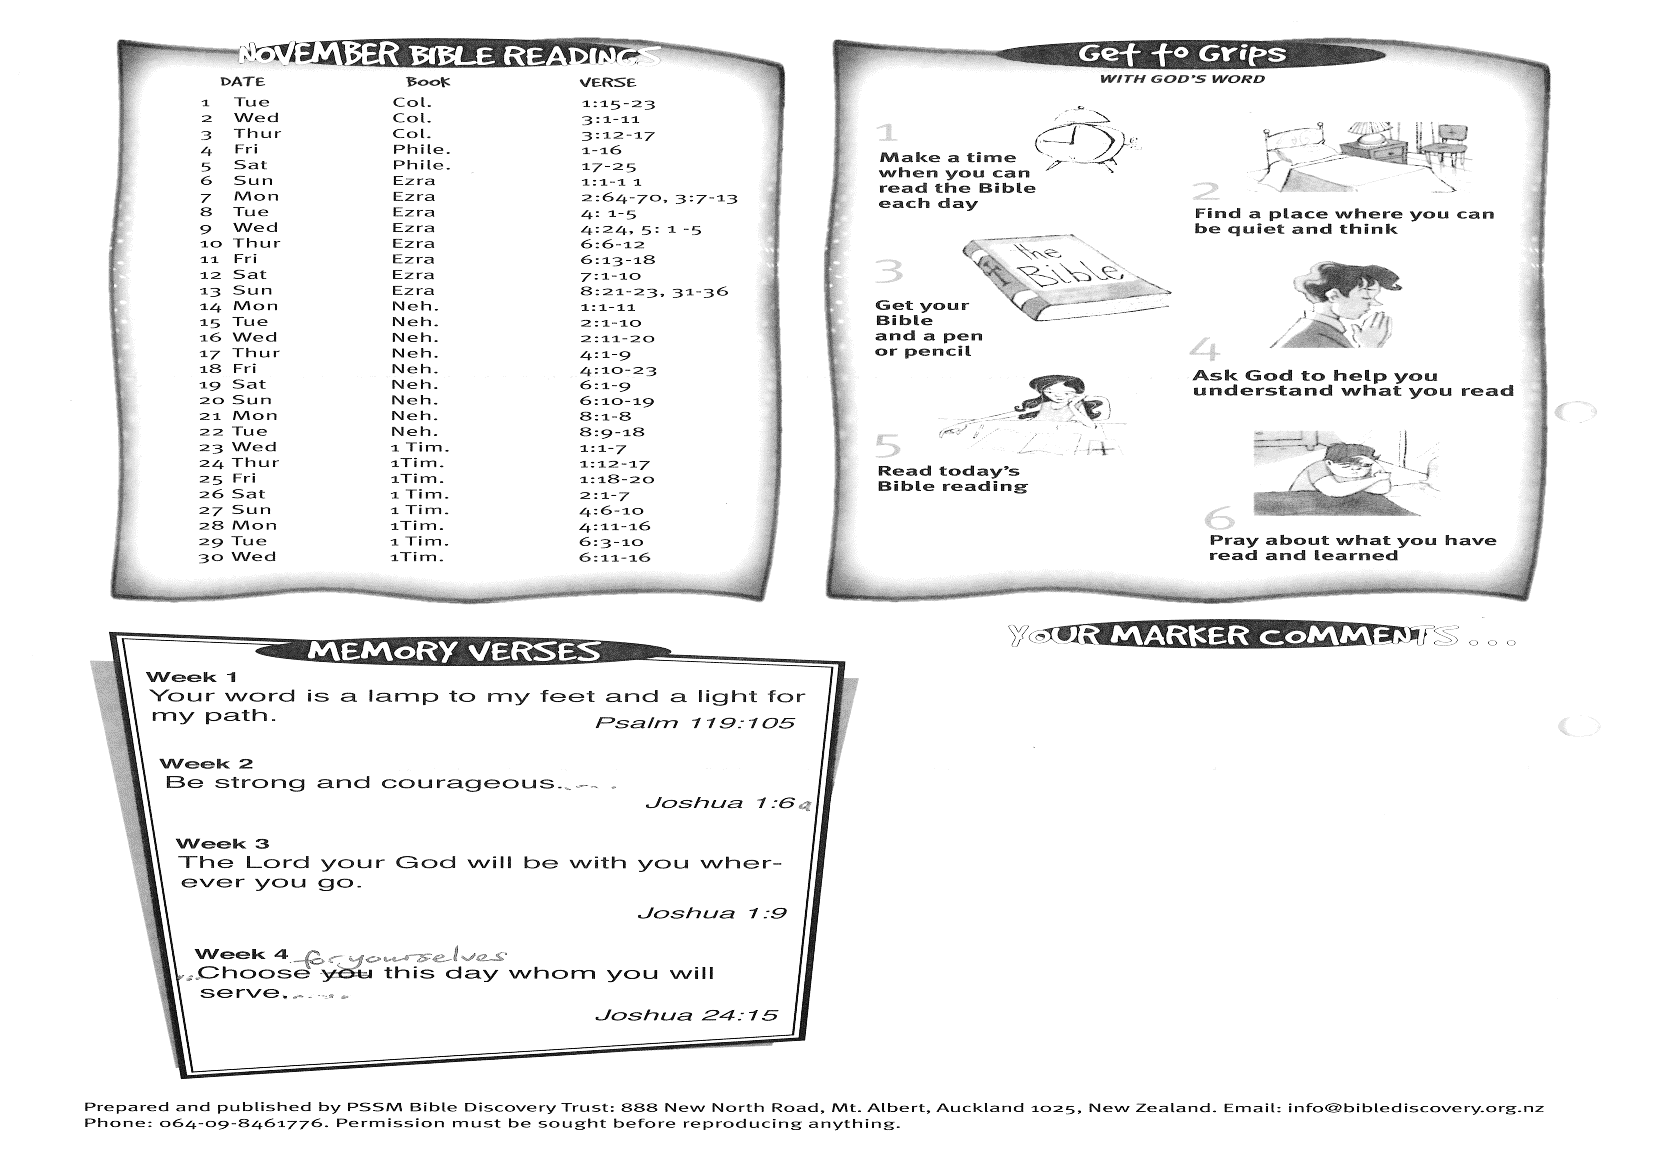 NOVEMBER BIBLE READINGS
DATE Book VERSE
1 Tue Col. 1:15-23
2 Wed Col. 3:1-11
3 Thur Col. 3:12-17
4 Fri Phile. 1-16
5 Sat Phile. 17-25
6 Sun Ezra 1:1-1 1
7 Mon Ezra 2:64-70, 3:7-13
8 Tue Ezra 4: 1-5
9 Wed Ezra 4:24, 5: 1 -5
10 Thur Ezra 6:6-12
11 Fri Ezra 6:13-18
12 Sat Ezra 7:1-10
13 Sun Ezra 8:21-23, 31-36
14 Mon Neh. 1:1-11
15 Tue Neh. 2:1-10
16 Wed Neh. 2:11-20
17 Thur Neh. 4:1-9
18 Fri Neh. 4:10-23
19 Sat Neh. 6:1-9
20 Sun Neh. 6:10-19
21 Mon Neh. 8:1-8
22 Tue Neh. 8:9-18
23 Wed 1 Tim. 1:1-7
24 Thur 1Tim. 1:12-17
25 Fri 1Tim. 1:18-20
26 Sat 1 Tim. 2:1-7
27 Sun 1 Tim. 4:6-10
28 Mon 1Tim. 4:11-16
29 Tue 1 Tim. 6:3-10
30 Wed 1Tim. 6:11-16
Get to Grips
WITH GOD'S WORD
1
Make a time
when you can
read the Bible
each day
2
Find a place where you can
be quiet and think
3
the
Bible
Get your
Bible
and a pen
or pencil
4
Ask God to help you
understand what you read
5
Read today's
Bible reading
6
Pray about what you have
read and learned
MEMORY VERSES
Week 1
Your word is a lamp to my feet and a light for
my path.
Psalm 119:105
Week 2
Be strong and courageous. . . . .
Joshua 1:6a
Week 3
The Lord your God will be with you wher-
ever you go.
Joshua 1:9
Week 4
for yourselves
...Choose you this day whom you will
serve. . . . . .
Joshua 24:15
YOUR MARKER COMMENTS...
Prepared and published by PSSM Bible Discovery Trust: 888 New North Road, Mt. Albert, Auckland 1025, New Zealand. Email: info@biblediscovery.org.nz
Phone: 064-09-8461776. Permission must be sought before reproducing anything.